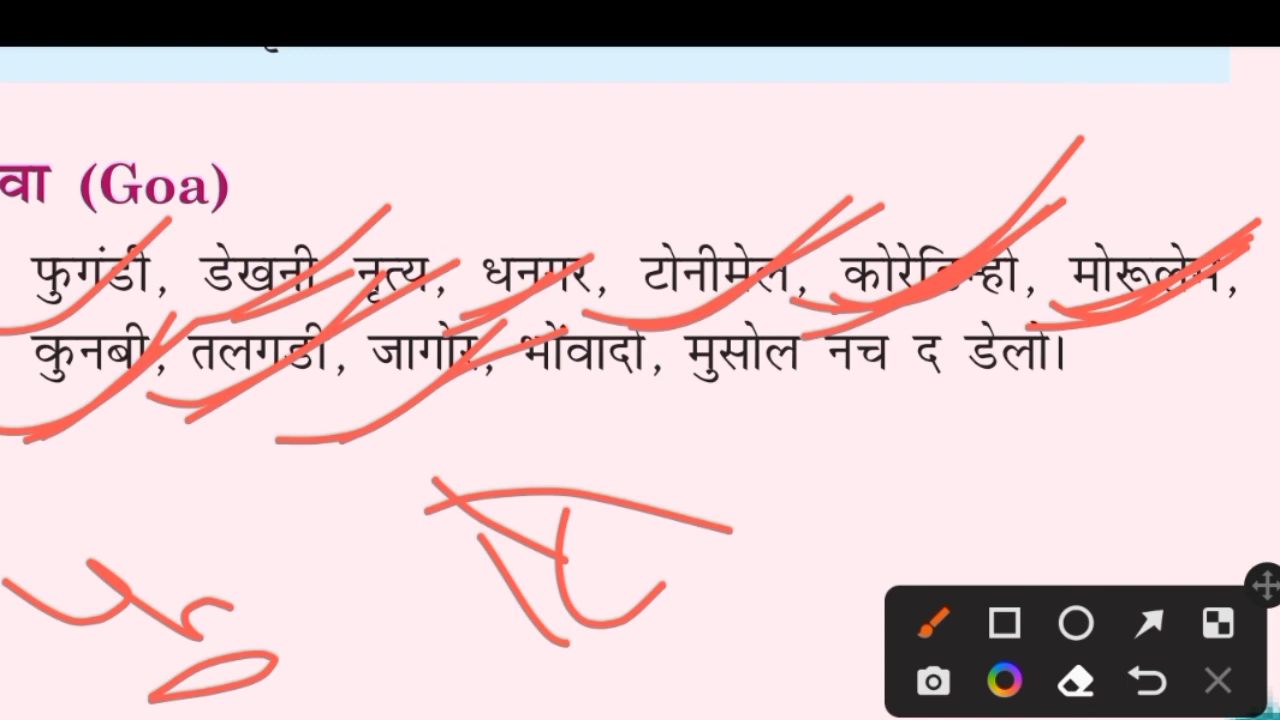 वा (Goa)
फुगंडी, डेखनी नृत्य, धनगर, टोनीमेल, कोरेडिन्हो, मोरूलेम,
कुनबी, तलगडी, जागोर, भोंवादो, मुसोल नच द डेलो।